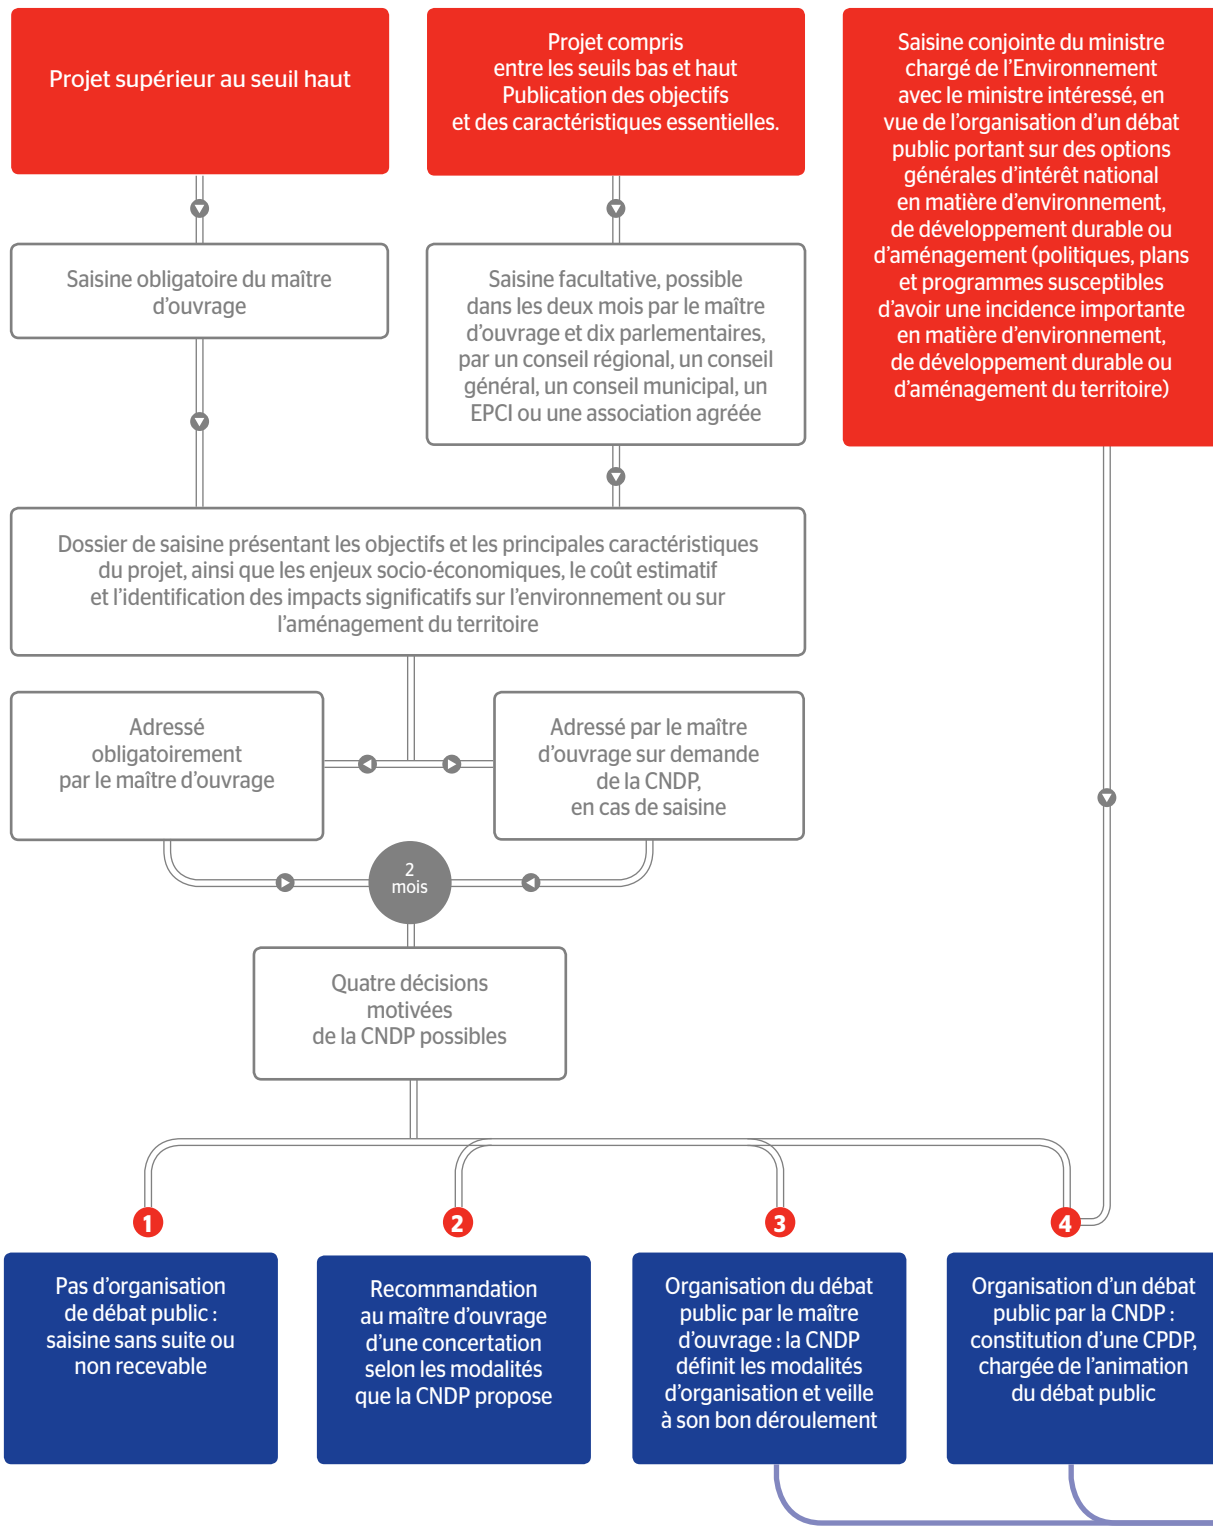 Projet supérieur au seuil haut
Projet compris
entre les seuils bas et haut
Publication des objectifs
et des caractéristiques essentielles.
Saisine conjointe du ministre
chargé de l’Environnement
avec le ministre intéressé, en
vue de l’organisation d’un débat
public portant sur des options
générales d’intérêt national
en matière d’environnement,
de développement durable ou
d’aménagement (politiques, plans
et programmes susceptibles
d’avoir une incidence importante
en matière d’environnement,
de développement durable ou
d’aménagement du territoire)
Saisine obligatoire du maître
d’ouvrage
Saisine facultative, possible
dans les deux mois par le maître
d’ouvrage et dix parlementaires,
par un conseil régional, un conseil
général, un conseil municipal, un
EPCI ou une association agréée
Dossier de saisine présentant les objectifs et les principales caractéristiques
du projet, ainsi que les enjeux socio-économiques, le coût estimatif
et l’identification des impacts significatifs sur l’environnement ou sur
l’aménagement du territoire
Adressé
obligatoirement
par le maître d’ouvrage
Adressé par le maître
d’ouvrage sur demande
de la CNDP,
en cas de saisine
2
mois
Quatre décisions
motivées
de la CNDP possibles
1
2
3
4
Pas d’organisation
de débat public :
saisine sans suite ou
non recevable
Recommandation
au maître d’ouvrage
d’une concertation
selon les modalités
que la CNDP propose
Organisation du débat
public par le maître
d’ouvrage : la CNDP
définit les modalités
d’organisation et veille
à son bon déroulement
Organisation d’un débat
public par la CNDP :
constitution d’une CPDP,
chargée de l’animation
du débat public